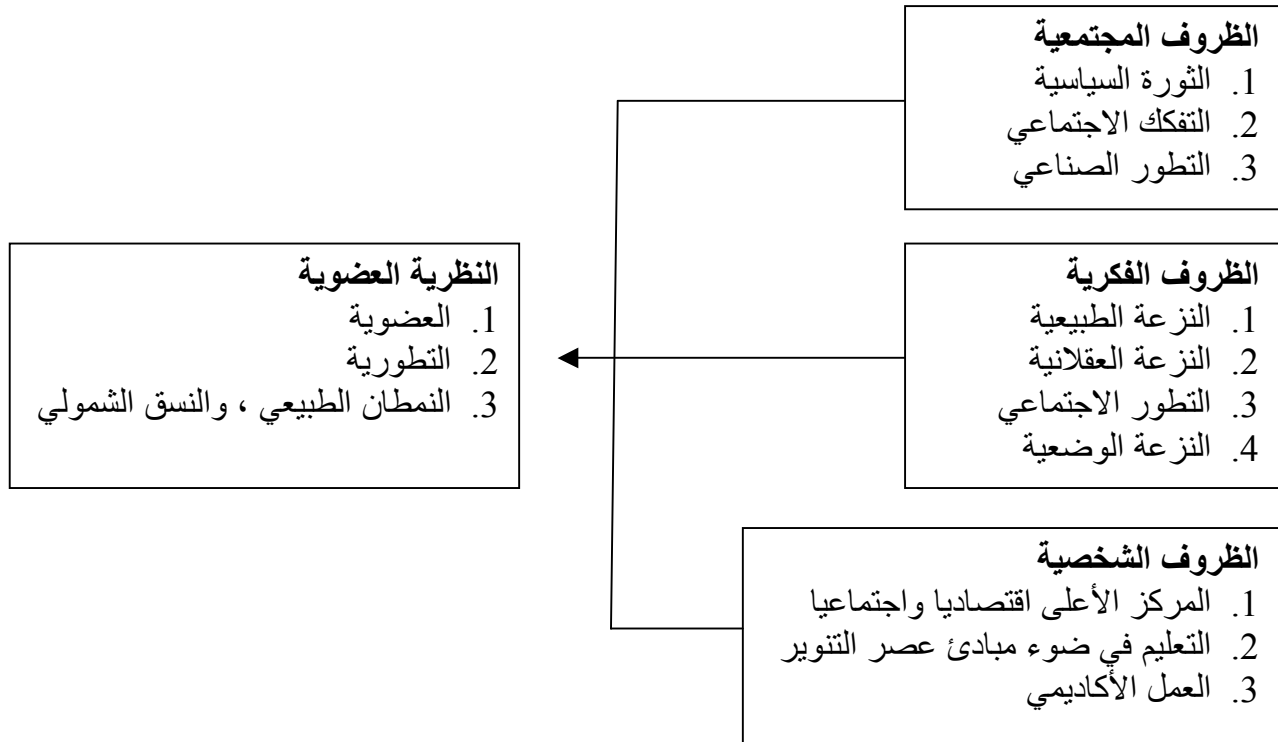 الظروف المجتمعية
1. الثورة السياسية
2. التفكك الاجتماعي
3. التطور الصناعي
الظروف الفكرية
1. النزعة الطبيعية
2. النزعة العقلانية
3. التطور الاجتماعي
4. النزعة الوضعية
النظرية العضوية
1. العضوية
2. التطورية
3. النمطان الطبيعي ، والنسق الشمولي
الظروف الشخصية
1. المركز الأعلى اقتصاديا واجتماعيا
2. التعليم في ضوء مبادئ عصر التنوير
3. العمل الأكاديمي